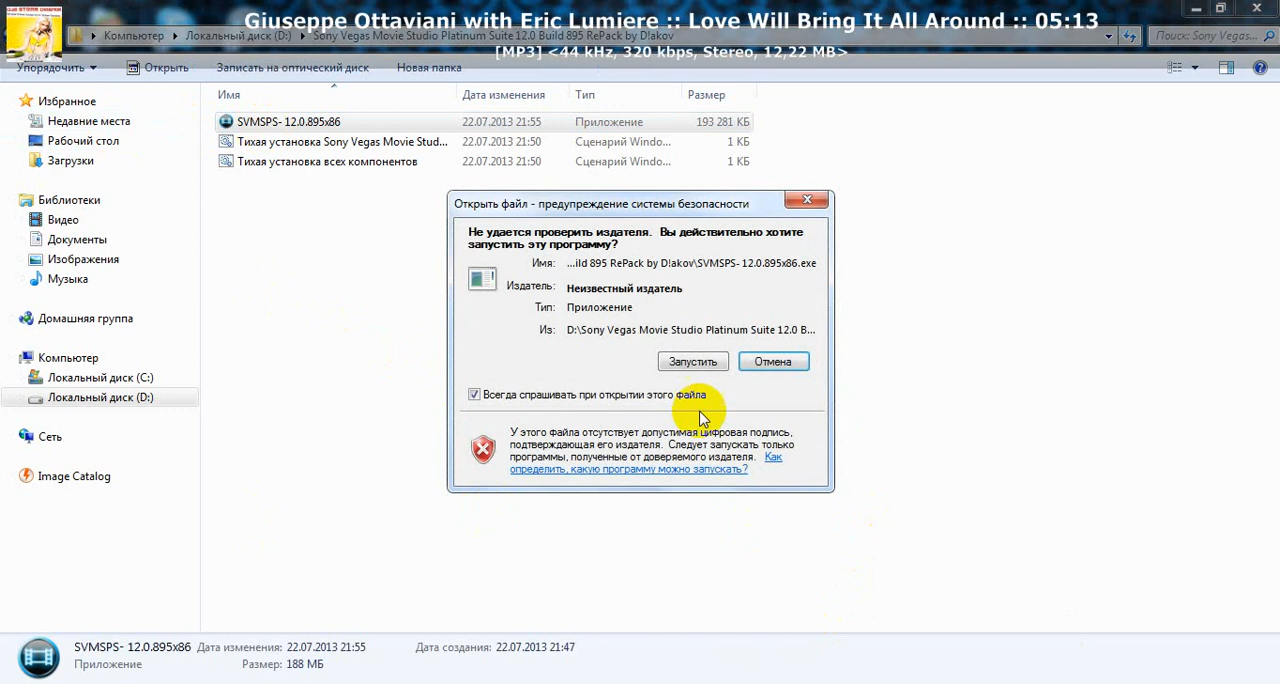 Giuseppe Ottaviani with Eric Lumiere :: Love Will Bring It All Around :: 05:13
Компьютер Локальный диск (D:) Sony Vegas Movie Studio Platinum Suite 12.0 Build 895 RePack by D!akov Поиск: Sony Vegas...
[MP3] <44 kHz, 320 kbps, Stereo, 12,22 MB>
Упорядочить Открыть Записать на оптический диск Новая папка
Избранное
Недавние места
Рабочий стол
Загрузки
Библиотеки
Видео
Документы
Изображения
Музыка
Домашняя группа
Компьютер
Локальный диск (C:)
Локальный диск (D:)
Сеть
Image Catalog
Имя Дата изменения Тип Размер
SVMSPS- 12.0.895x86 22.07.2013 21:55 Приложение 193 281 КБ
Тихая установка Sony Vegas Movie Stud... 22.07.2013 21:50 Сценарий Windo... 1 КБ
Тихая установка всех компонентов 22.07.2013 21:50 Сценарий Windo... 1 КБ
Открыть файл - предупреждение системы безопасности
Не удается проверить издателя. Вы действительно хотите
запустить эту программу?
Имя: ...ild 895 RePack by D!akov\SVMSPS- 12.0.895x86.exe
Издатель: Неизвестный издатель
Тип: Приложение
Из: D:\Sony Vegas Movie Studio Platinum Suite 12.0 B...
Запустить Отмена
Всегда спрашивать при открытии этого файла
У этого файла отсутствует допустимая цифровая подпись,
подтверждающая его издателя. Следует запускать только
программы, полученные от доверяемого издателя. Как
определить, какую программу можно запускать?
SVMSPS- 12.0.895x86 Дата изменения: 22.07.2013 21:55 Дата создания: 22.07.2013 21:47
Приложение Размер: 188 МБ